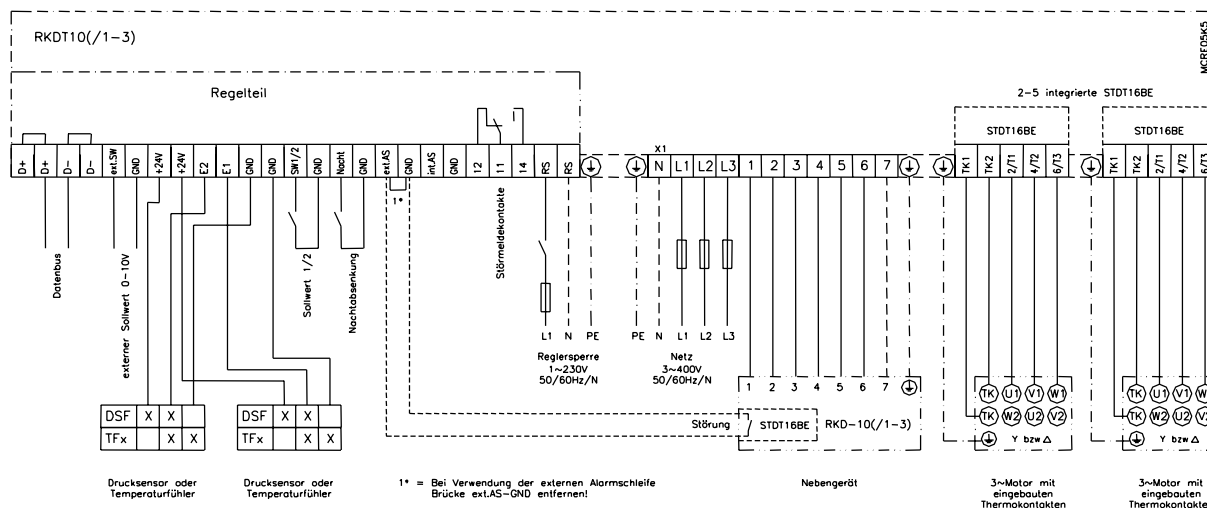 RKDT10(/1-3)
MCRE05K5
Regelteil
2-5 integrierte STDT16BE
STDT16BE
STDT16BE
D+ D+ D- D- ext.SW GND +24V +24V E2 E1 GND GND SW1/2 GND Nacht GND ext.AS GND int.AS GND 12 11 14 RS RS
X1
N L1 L2 L3 1 2 3 4 5 6 7
TK1 TK2 2/T1 4/T2 6/T3
TK1 TK2 2/T1 4/T2 6/T3
1*
Datenbus
externer Sollwert 0-10V
Sollwert 1/2
Nachtabsenkung
Störmeldekontakte
L1 N PE
PE N L1 L2 L3
Reglersperre
1~230V
50/60Hz/N
Netz
3~400V
50/60Hz/N
1 2 3 4 5 6 7
Störung
STDT16BE
RKD-10(/1-3)
DSF X X
TFx X X
DSF X X
TFx X X
TK U1 V1 W1
TK W2 U2 V2
Y bzw △
TK U1 V1
TK W2 U2
Y bzw △
Drucksensor oder
Temperaturfühler
Drucksensor oder
Temperaturfühler
1* = Bei Verwendung der externen Alarmschleife
Brücke ext.AS-GND entfernen!
Nebengerät
3~Motor mit
eingebauten
Thermokontakten
3~Motor mit
eingebauten
Thermokontakte